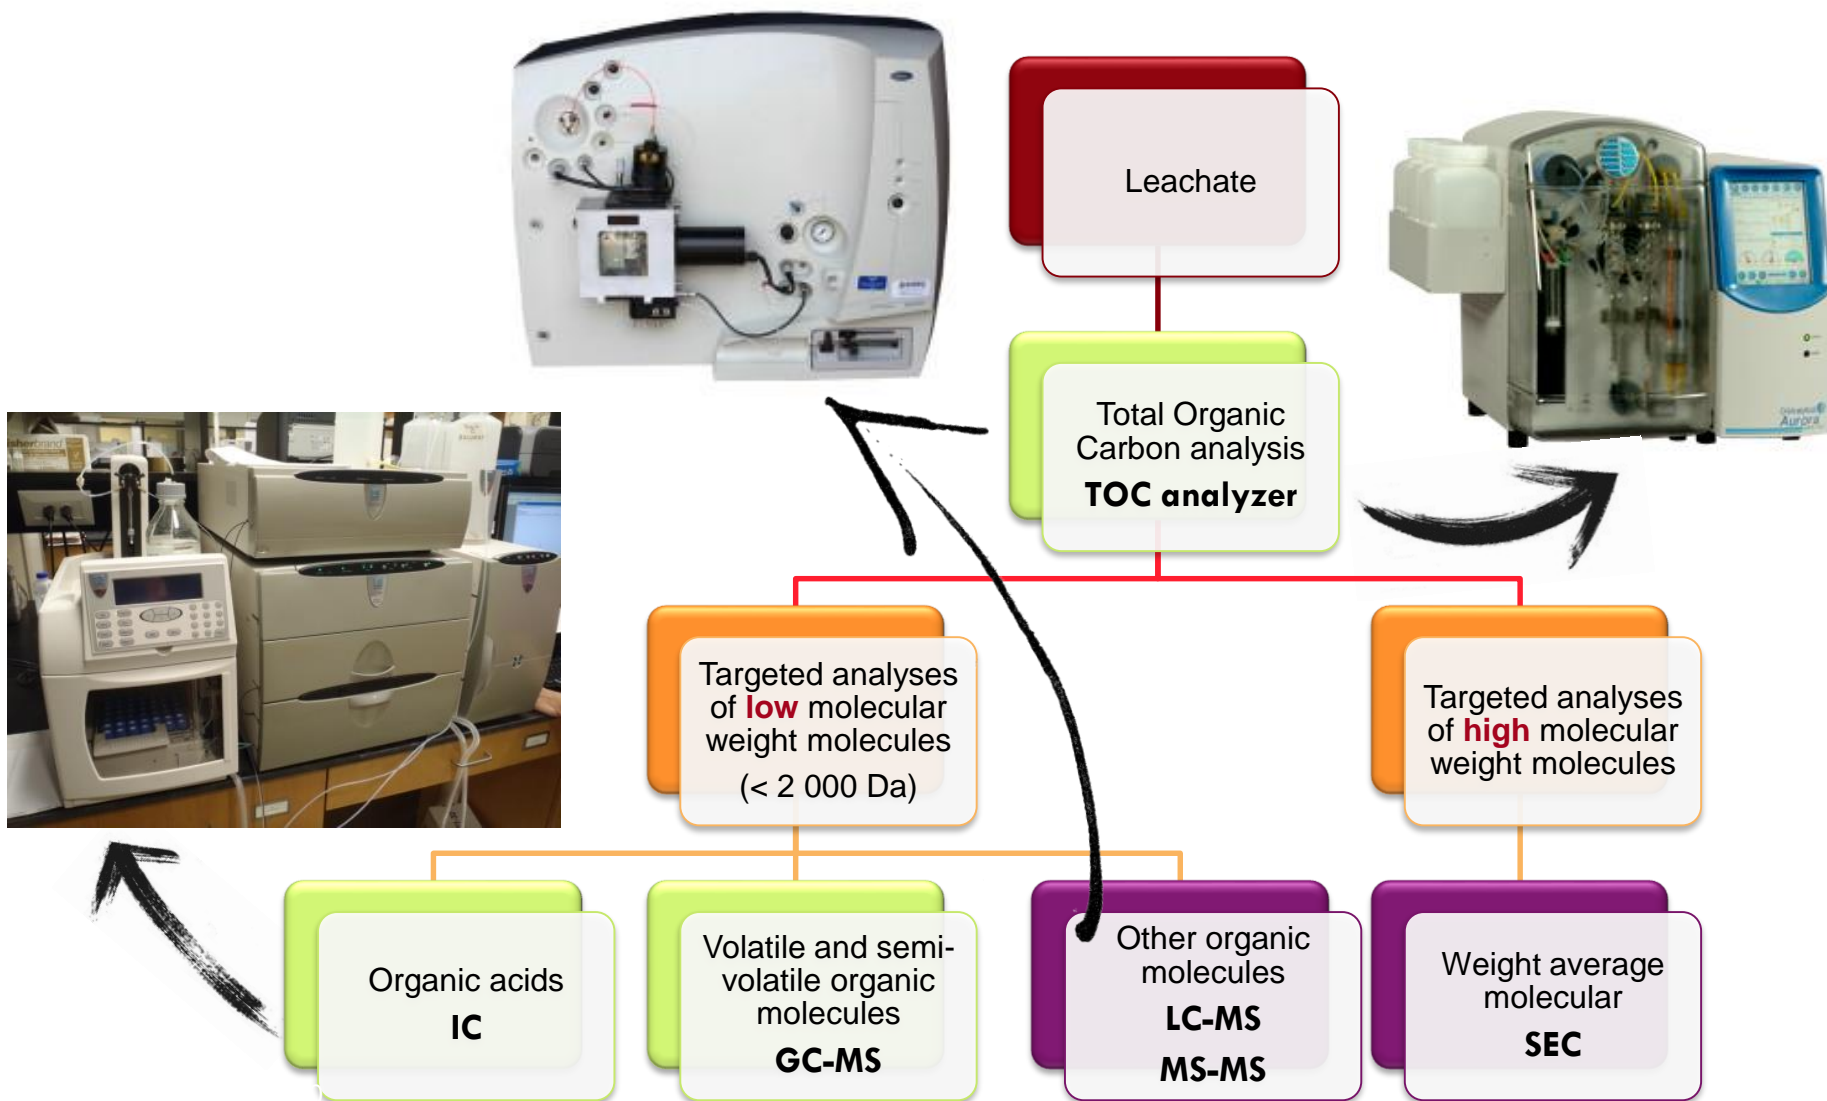 Leachate
Total Organic
Carbon analysis
TOC analyzer
Aurora
isherbrand
Targeted analyses
of low molecular
weight molecules
(< 2 000 Da)
Targeted analyses
of high molecular
weight molecules
Organic acids
IC
Volatile and semi-
volatile organic
molecules
GC-MS
Other organic
molecules
LC-MS
MS-MS
Weight average
molecular
SEC